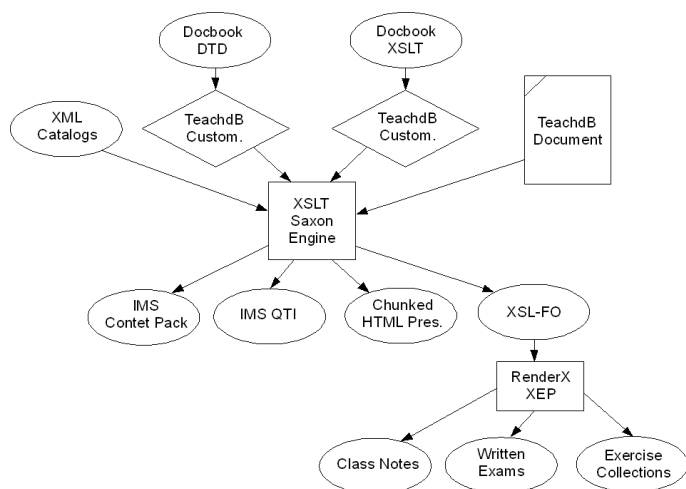 Docbook
DTD
Docbook
XSLT
XML
Catalogs
TeachdB
Custom.
TeachdB
Custom.
TeachdB
Document
XSLT
Saxon
Engine
IMS
Contet Pack
IMS QTI
Chunked
HTML Pres.
XSL-FO
RenderX
XEP
Class Notes
Written
Exams
Exercise
Collections